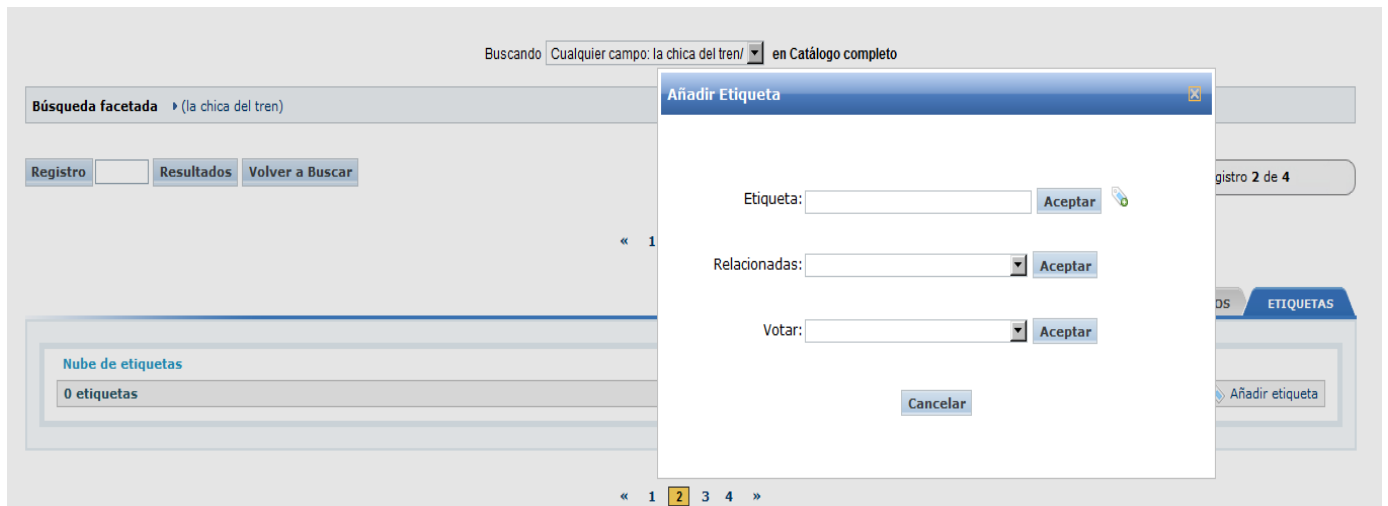 Buscando Cualquier campo: la chica del tren/ en Catálogo completo
Añadir Etiqueta
Búsqueda facetada (la chica del tren)
Registro Resultados Volver a Buscar
2 de 4
Etiqueta: Aceptar
« 1
Relacionadas: Aceptar
ETIQUETAS
Votar: Aceptar
Nube de etiquetas
0 etiquetas
Añadir etiqueta
Cancelar
« 1 2 3 4 »